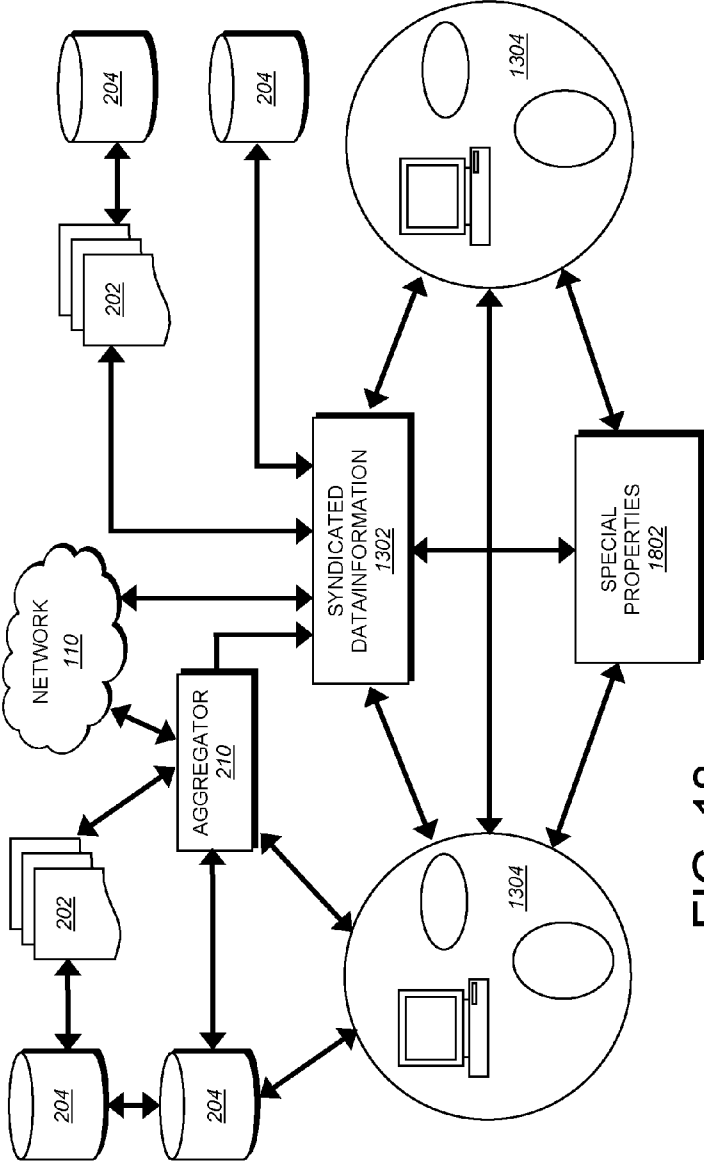 204
202
NETWORK
110
202
204
204
AGGREGATOR
210
204
SYNDICATED
DATA/INFORMATION
1302
1304
1304
SPECIAL
PROPERTIES
1802
FIG. 18